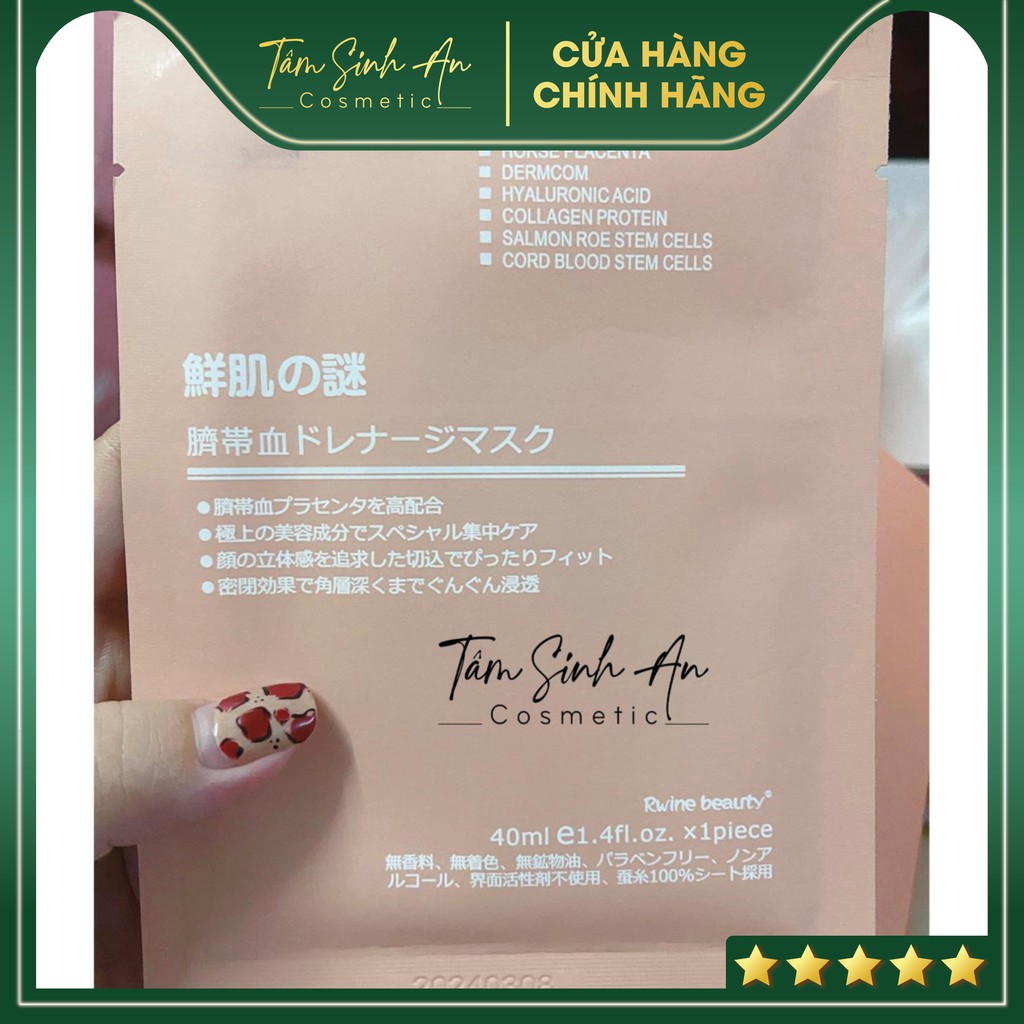 Tâm Sinh An
Cosmetic
CỬA HÀNG
CHÍNH HÃNG
HORSE PLACENTA
DERMCOM
HYALURONIC ACID
COLLAGEN PROTEIN
SALMON ROE STEM CELLS
CORD BLOOD STEM CELLS
鮮肌の謎
臍帯血ドレナージマスク
●臍帯血プラセンタを高配合
●極上の美容成分でスペシャル集中ケア
●顔の立体感を追求した切込でぴったりフィット
●密閉効果で角層深くまでぐんぐん浸透
Tâm Sinh An
Cosmetic
Rwine beauty
40ml e1.4fl.oz. ×1piece
無香料、無着色、無鉱物油、パラベンフリー、ノンア
ルコール、界面活性剤不使用、蚕糸100%シート採用
20240308